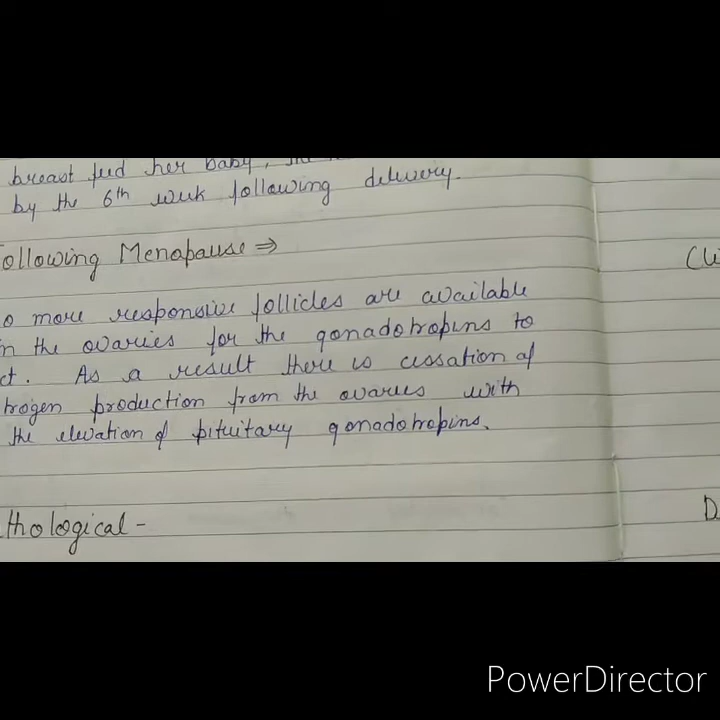 breast feed her baby, the
by the 6th week following delivery.
ollowing Menopause ⇒
(Li
o more responsive follicles are available
n the ovaries for the gonadotropins to
ct. As a result there is cessation of
trogen production from the ovaries with
the elevation of pituitary gonadotropins.
thological -
D
PowerDirector